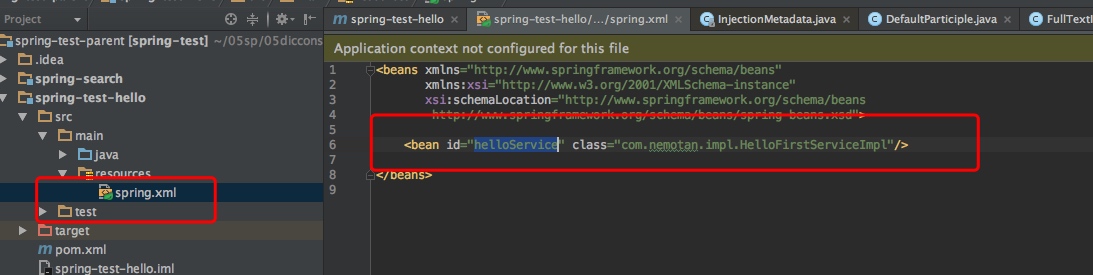 Project
spring-test-parent [spring-test] ~/05sp/05diccons
.idea
spring-search
spring-test-hello
src
main
java
resources
spring.xml
test
target
pom.xml
spring-test-hello.iml
spring-test-hello
spring-test-hello/.../spring.xml
InjectionMetadata.java
DefaultParticiple.java
Application context not configured for this file
1 <beans xmlns="http://www.springframework.org/schema/beans"
2 xmlns:xsi="http://www.w3.org/2001/XMLSchema-instance"
3 xsi:schemaLocation="http://www.springframework.org/schema/beans
4 http://www.springframework.org/schema/beans/spring-beans.xsd">
5
6 <bean id="helloService" class="com.nemotan.impl.HelloFirstServiceImpl"/>
7
8 </beans>
9